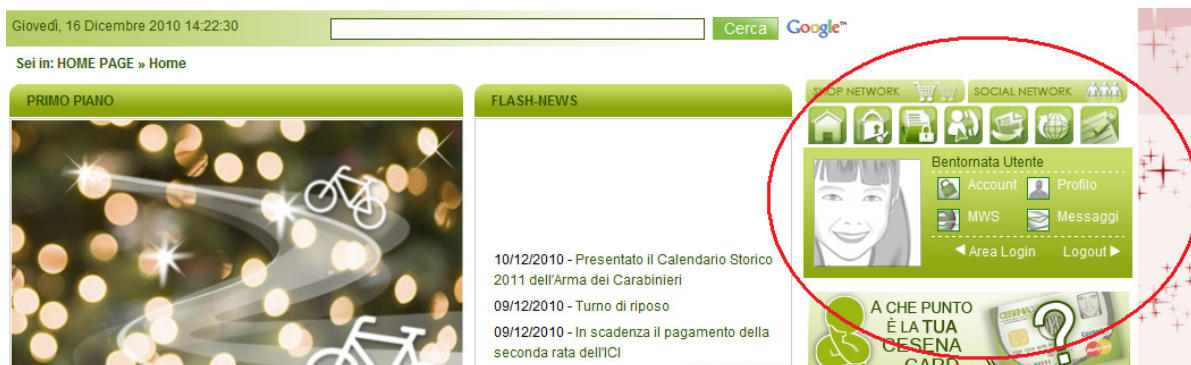 Giovedì, 16 Dicembre 2010 14:22:30
Cerca
Google™
Sei in: HOME PAGE » Home
PRIMO PIANO
FLASH-NEWS
SHOP NETWORK
SOCIAL NETWORK
Bentornata Utente
Account
Profilo
MWS
Messaggi
Area Login
Logout
10/12/2010 - Presentato il Calendario Storico
2011 dell'Arma dei Carabinieri
09/12/2010 - Turno di riposo
09/12/2010 - In scadenza il pagamento della
seconda rata dell'ICI
A CHE PUNTO
È LA TUA
CESENA
CARD
?